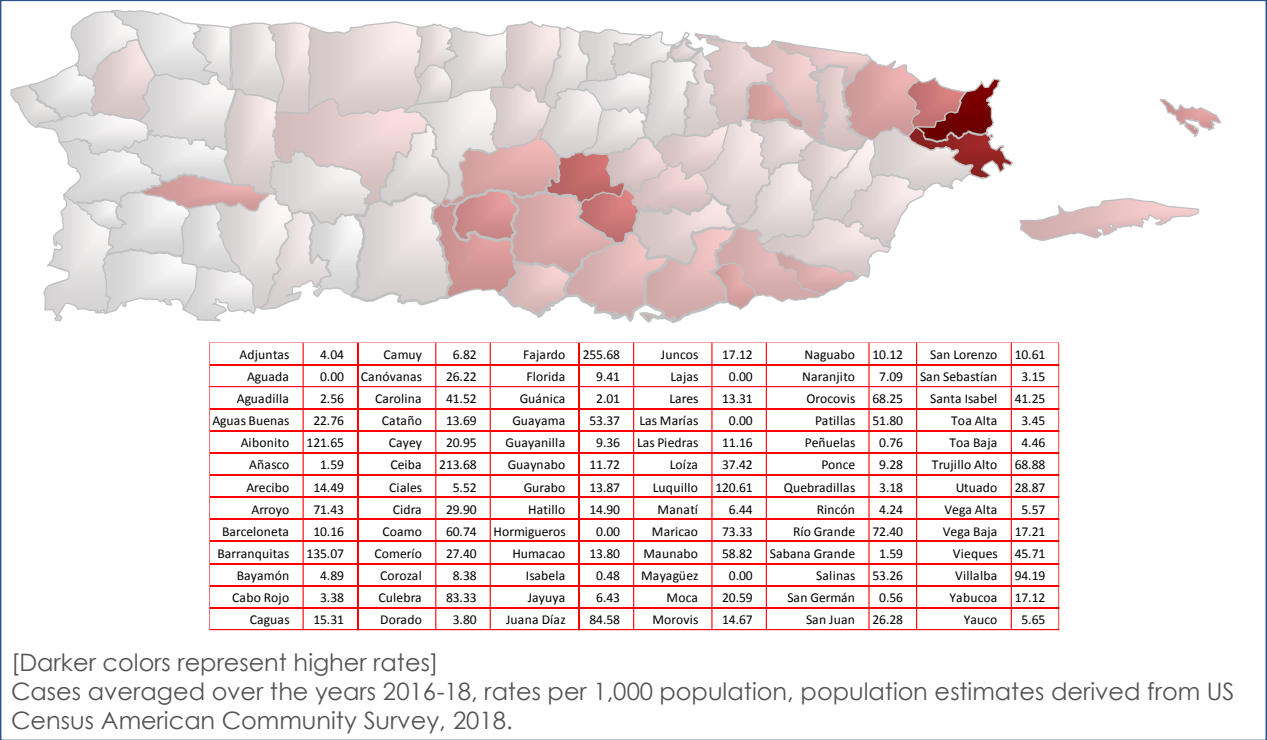 Adjuntas 4.04 Camuy 6.82 Fajardo 255.68 Juncos 17.12 Naguabo 10.12 San Lorenzo 10.61
Aguada 0.00 Canóvanas 26.22 Florida 9.41 Lajas 0.00 Naranjito 7.09 San Sebastían 3.15
Aguadilla 2.56 Carolina 41.52 Guánica 2.01 Lares 13.31 Orocovis 68.25 Santa Isabel 41.25
Aguas Buenas 22.76 Cataño 13.69 Guayama 53.37 Las Marías 0.00 Patillas 51.80 Toa Alta 3.45
Aibonito 121.65 Cayey 20.95 Guayanilla 9.36 Las Piedras 11.16 Peñuelas 0.76 Toa Baja 4.46
Añasco 1.59 Ceiba 213.68 Guaynabo 11.72 Loíza 37.42 Ponce 9.28 Trujillo Alto 68.88
Arecibo 14.49 Ciales 5.52 Gurabo 13.87 Luquillo 120.61 Quebradillas 3.18 Utuado 28.87
Arroyo 71.43 Cidra 29.90 Hatillo 14.90 Manatí 6.44 Rincón 4.24 Vega Alta 5.57
Barceloneta 10.16 Coamo 60.74 Hormigueros 0.00 Maricao 73.33 Río Grande 72.40 Vega Baja 17.21
Barranquitas 135.07 Comerío 27.40 Humacao 13.80 Maunabo 58.82 Sabana Grande 1.59 Vieques 45.71
Bayamón 4.89 Corozal 8.38 Isabela 0.48 Mayagüez 0.00 Salinas 53.26 Villalba 94.19
Cabo Rojo 3.38 Culebra 83.33 Jayuya 6.43 Moca 20.59 San Germán 0.56 Yabucoa 17.12
Caguas 15.31 Dorado 3.80 Juana Díaz 84.58 Morovis 14.67 San Juan 26.28 Yauco 5.65
[Darker colors represent higher rates]
Cases averaged over the years 2016-18, rates per 1,000 population, population estimates derived from US
Census American Community Survey, 2018.